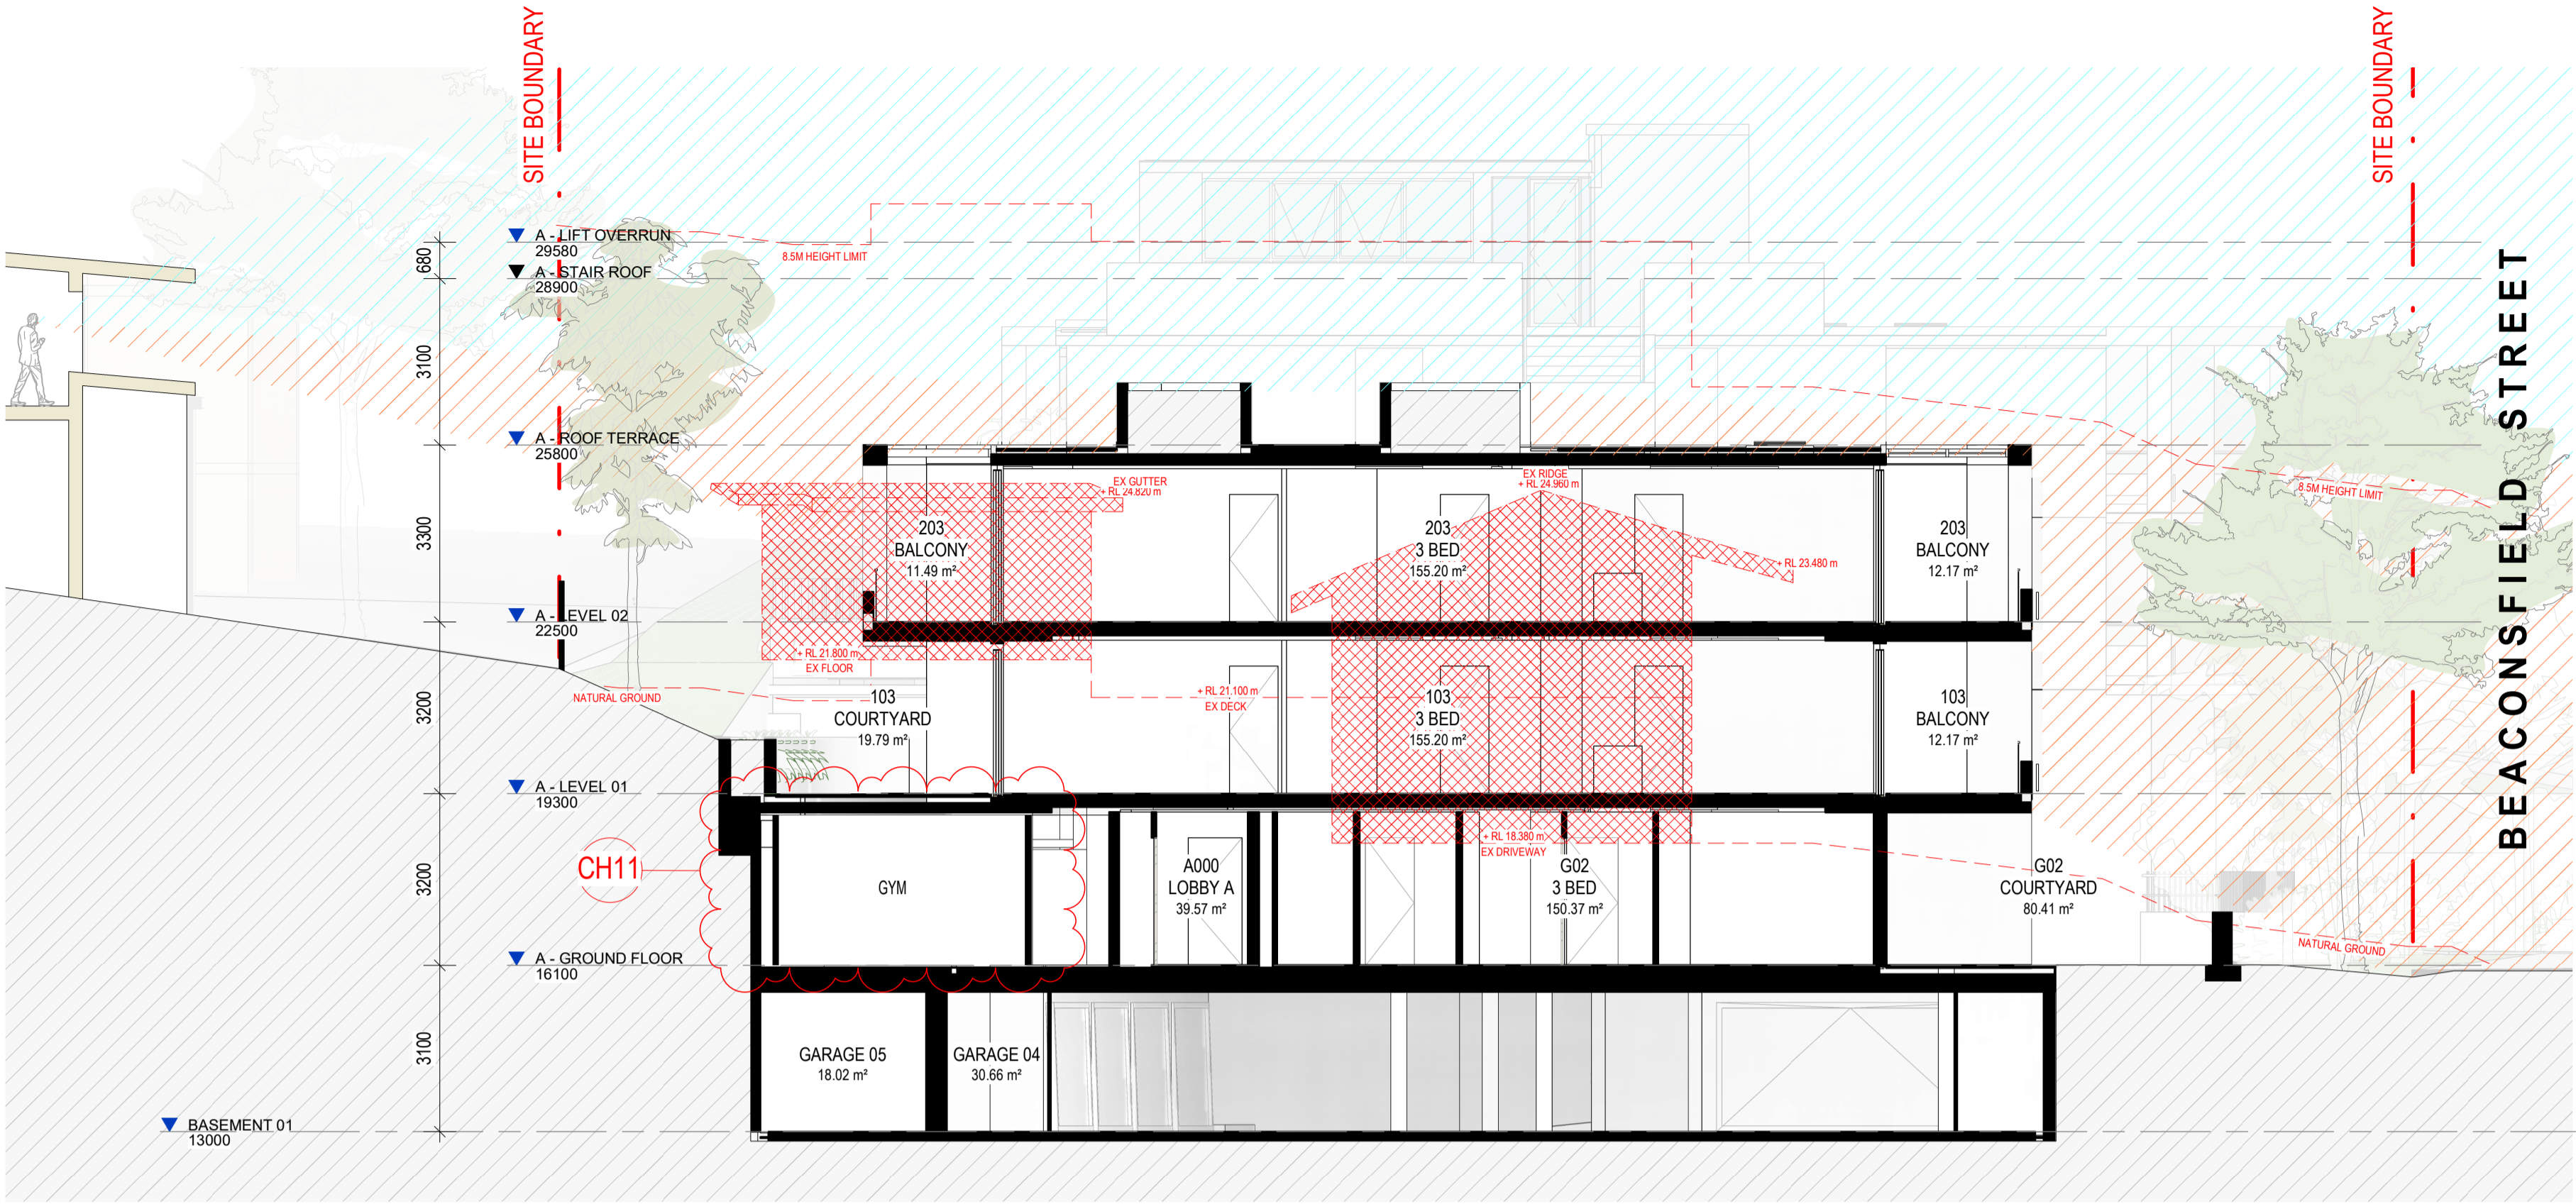 SITE BOUNDARY
SITE BOUNDARY
BEACONSFIELD STREET
A - LIFT OVERRUN
29580
680
8.5M HEIGHT LIMIT
A - STAIR ROOF
28900
3100
A - ROOF TERRACE
25800
EX GUTTER
+ RL 24.820 m
EX RIDGE
+ RL 24.960 m
8.5M HEIGHT LIMIT
3300
203
BALCONY
11.49 m²
203
3 BED
155.20 m²
203
BALCONY
12.17 m²
+ RL 23.480 m
A - LEVEL 02
22500
+ RL 21.800 m
EX FLOOR
NATURAL GROUND
3200
103
COURTYARD
19.79 m²
+ RL 21.100 m
EX DECK
103
3 BED
155.20 m²
103
BALCONY
12.17 m²
A - LEVEL 01
19300
+ RL 18.380 m
EX DRIVEWAY
CH11
3200
GYM
A000
LOBBY A
39.57 m²
G02
3 BED
150.37 m²
G02
COURTYARD
80.41 m²
NATURAL GROUND
A - GROUND FLOOR
16100
3100
GARAGE 05
18.02 m²
GARAGE 04
30.66 m²
BASEMENT 01
13000